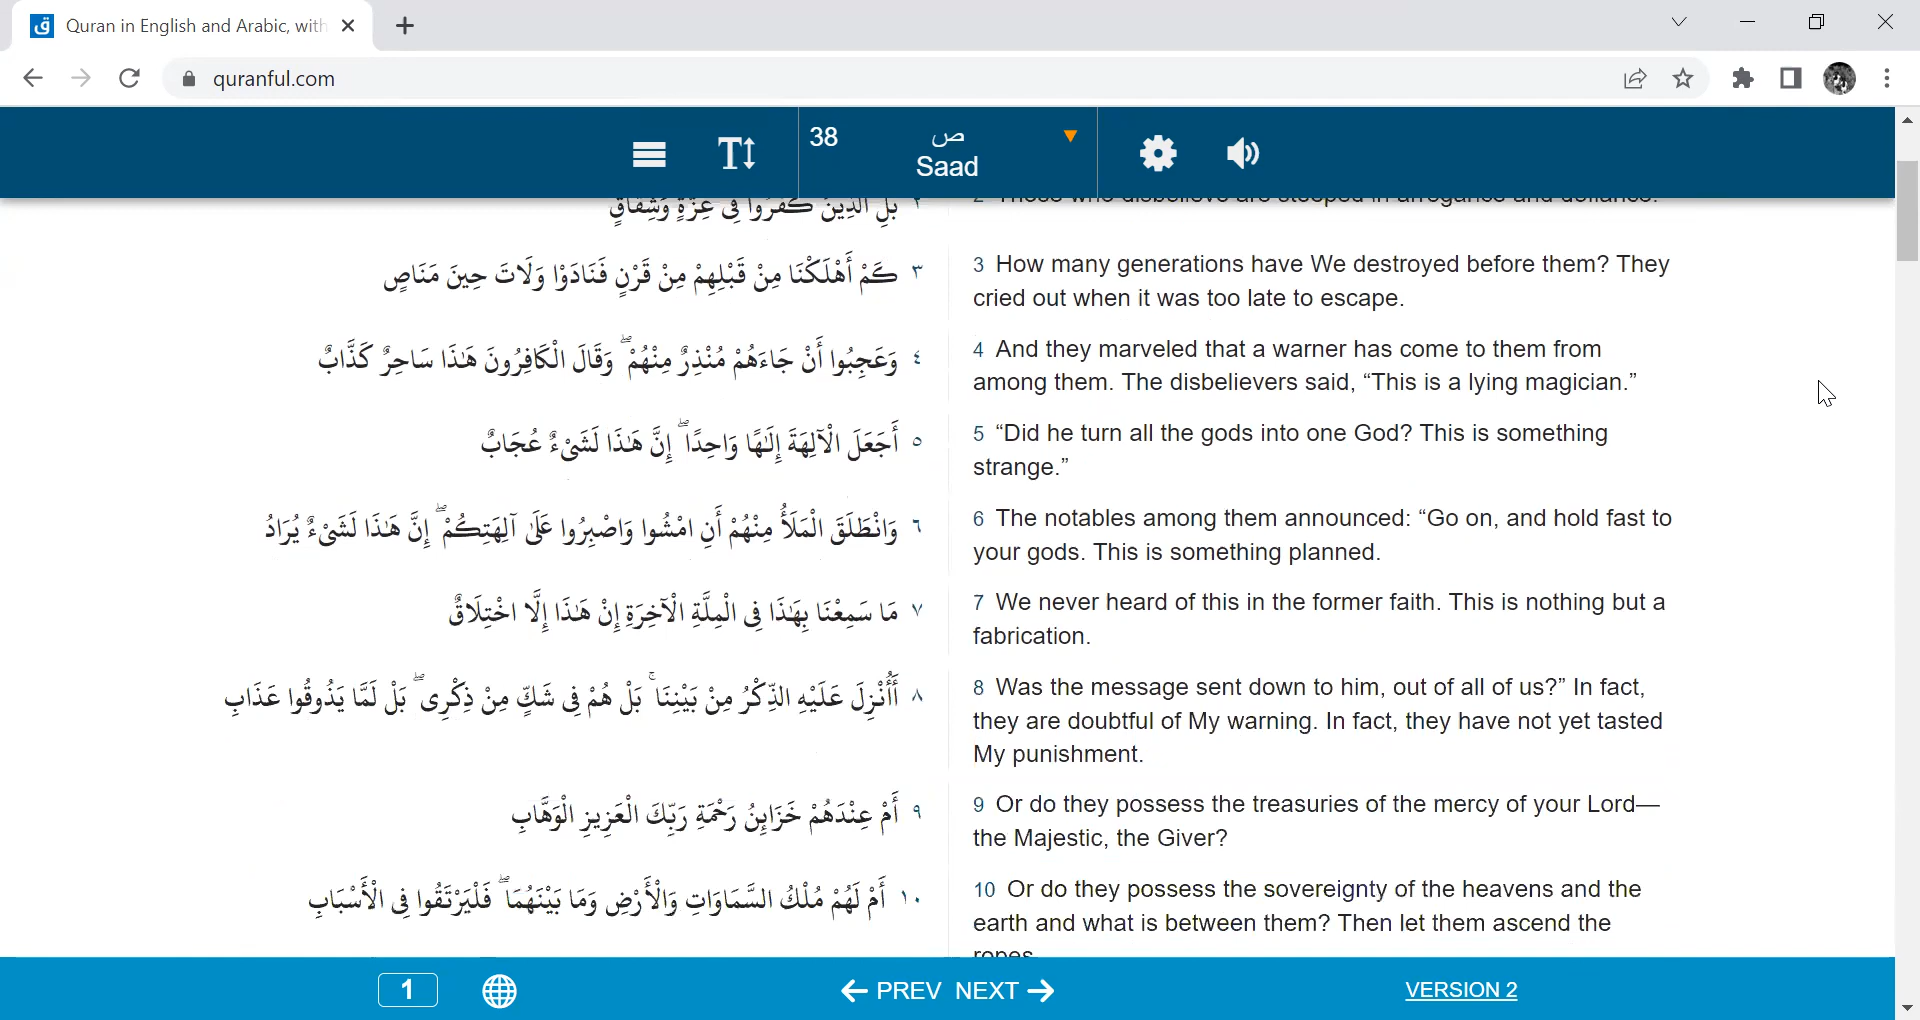 Quran in English and Arabic, with
quranful.com
38
ص
Saad
بَلِ الَّذِينَ كَفَرُوا فِي عِزَّةٍ وَشِقَاقٍ
2 Those who disbelieve are steeped in arrogance and defiance.
٣ كَمْ أَهْلَكْنَا مِنْ قَبْلِهِمْ مِنْ قَرْنٍ فَنَادَوْا وَلَاتَ حِينَ مَنَاصٍ
3 How many generations have We destroyed before them? They
cried out when it was too late to escape.
٤ وَعَجِبُوا أَنْ جَاءَهُمْ مُنْذِرٌ مِنْهُمْ ۖ وَقَالَ الْكَافِرُونَ هَٰذَا سَاحِرٌ كَذَّابٌ
4 And they marveled that a warner has come to them from
among them. The disbelievers said, “This is a lying magician.”
٥ أَجَعَلَ الْآلِهَةَ إِلَٰهًا وَاحِدًا ۖ إِنَّ هَٰذَا لَشَيْءٌ عُجَابٌ
5 “Did he turn all the gods into one God? This is something
strange.”
٦ وَانْطَلَقَ الْمَلَأُ مِنْهُمْ أَنِ امْشُوا وَاصْبِرُوا عَلَىٰ آلِهَتِكُمْ ۖ إِنَّ هَٰذَا لَشَيْءٌ يُرَادُ
6 The notables among them announced: “Go on, and hold fast to
your gods. This is something planned.
٧ مَا سَمِعْنَا بِهَٰذَا فِي الْمِلَّةِ الْآخِرَةِ إِنْ هَٰذَا إِلَّا اخْتِلَاقٌ
7 We never heard of this in the former faith. This is nothing but a
fabrication.
٨ أَأُنْزِلَ عَلَيْهِ الذِّكْرُ مِنْ بَيْنِنَا ۚ بَلْ هُمْ فِي شَكٍّ مِنْ ذِكْرِي ۖ بَلْ لَمَّا يَذُوقُوا عَذَابِ
8 Was the message sent down to him, out of all of us?” In fact,
they are doubtful of My warning. In fact, they have not yet tasted
My punishment.
٩ أَمْ عِنْدَهُمْ خَزَائِنُ رَحْمَةِ رَبِّكَ الْعَزِيزِ الْوَهَّابِ
9 Or do they possess the treasuries of the mercy of your Lord—
the Majestic, the Giver?
١٠ أَمْ لَهُمْ مُلْكُ السَّمَاوَاتِ وَالْأَرْضِ وَمَا بَيْنَهُمَا ۖ فَلْيَرْتَقُوا فِي الْأَسْبَابِ
10 Or do they possess the sovereignty of the heavens and the
earth and what is between them? Then let them ascend the
ropes.
1
PREV NEXT
VERSION 2